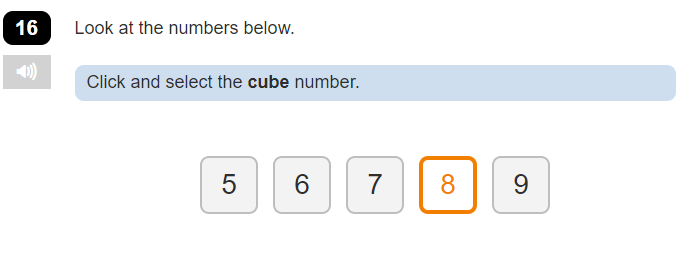 16 Look at the numbers below.
Click and select the cube number.
5 6 7 8 9